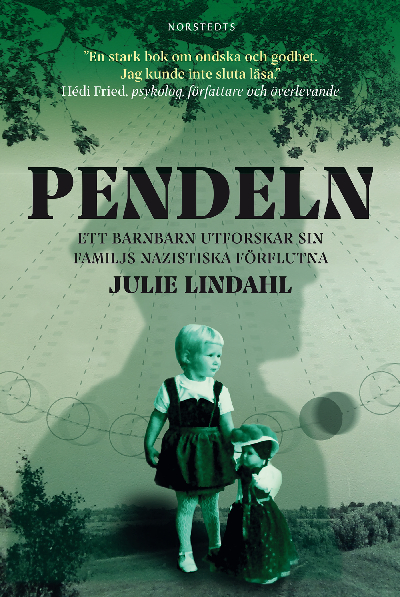 NORSTEDTS
”En stark bok om ondska och godhet.
Jag kunde inte sluta läsa.”
Hédi Fried, psykolog, författare och överlevande
PENDELN
ETT BARNBARN UTFORSKAR SIN
FAMILJS NAZISTISKA FÖRFLUTNA
JULIE LINDAHL